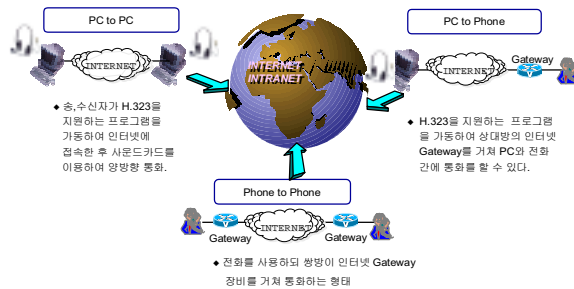 PC to PC
INTERNET
◆ 송,수신자가 H.323을
지원하는 프로그램을
가동하여 인터넷에
접속한 후 사운드카드를
이용하여 양방향 통화.
INTERNET
INTRANET
PC to Phone
Gateway
INTERNET
◆ H.323을 지원하는 프로그램
을 가동하여 상대방의 인터넷
Gateway를 거쳐 PC와 전화
간에 통화를 할 수 있다.
Phone to Phone
INTERNET
Gateway
Gateway
◆ 전화를 사용하되 쌍방이 인터넷 Gateway
장비를 거쳐 통화하는 형태